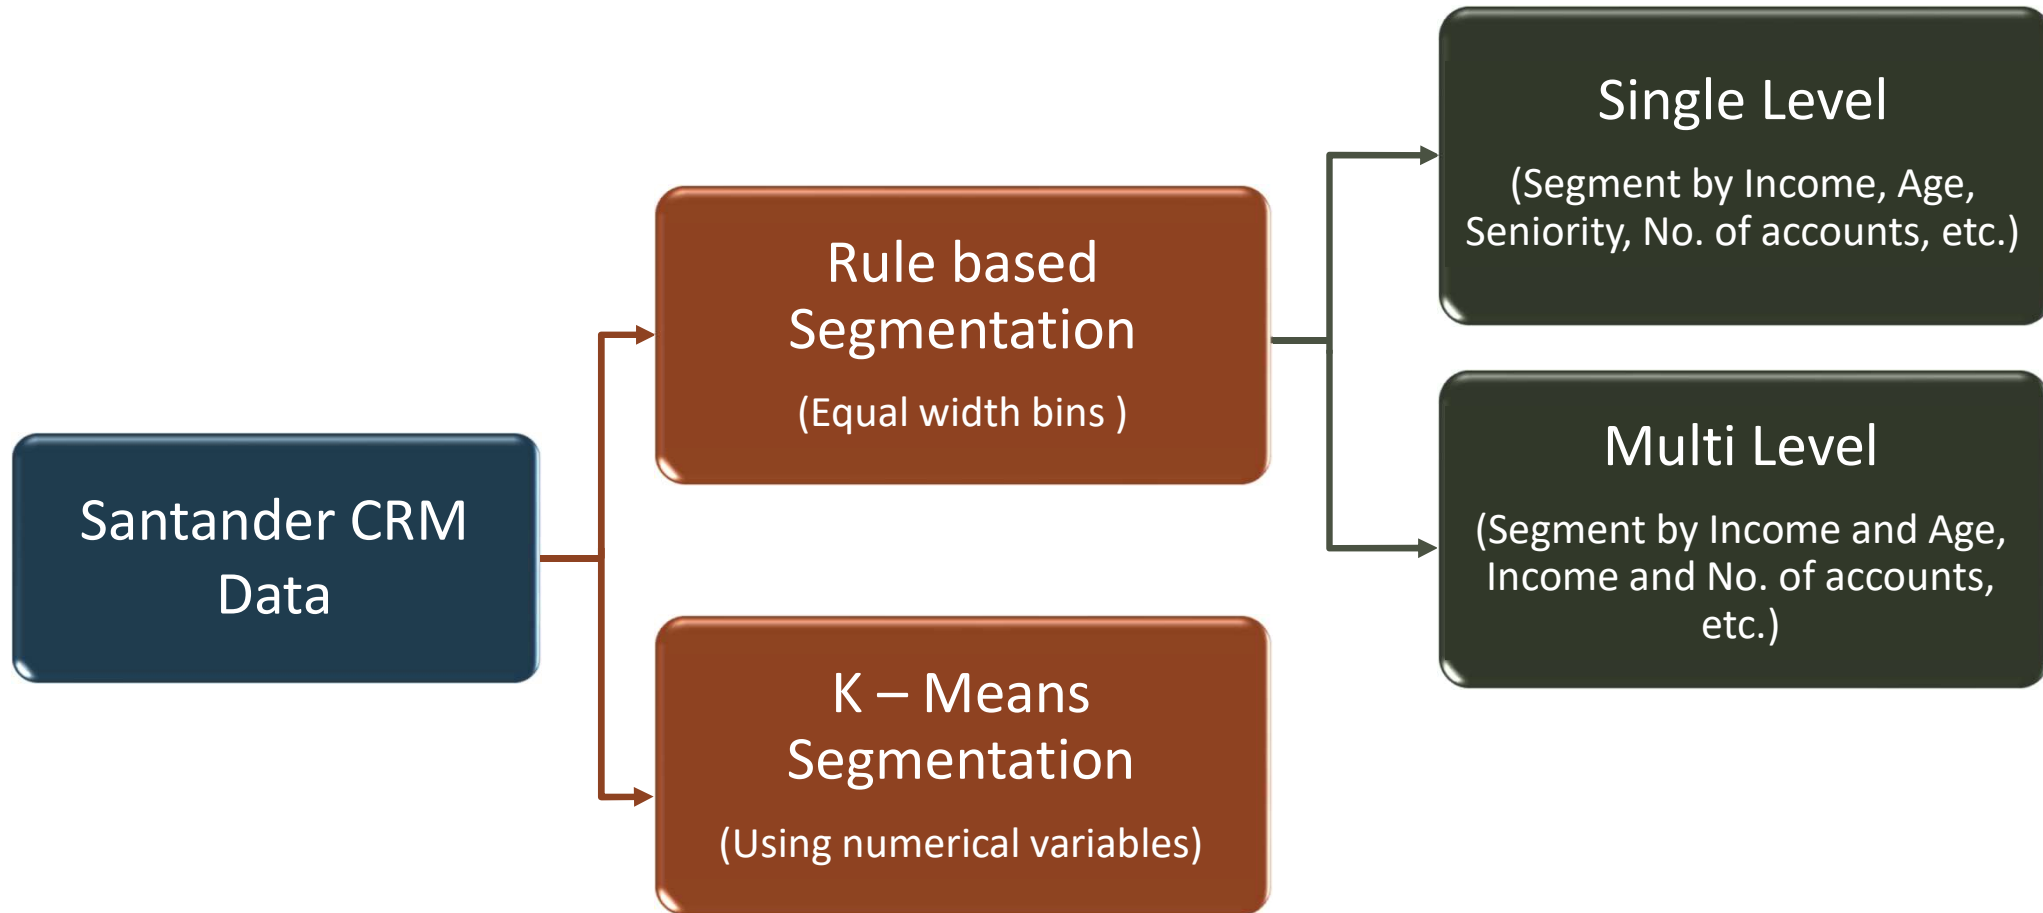 Santander CRM
Data
Rule based
Segmentation
(Equal width bins )
K – Means
Segmentation
(Using numerical variables)
Single Level
(Segment by Income, Age,
Seniority, No. of accounts, etc.)
Multi Level
(Segment by Income and Age,
Income and No. of accounts,
etc.)